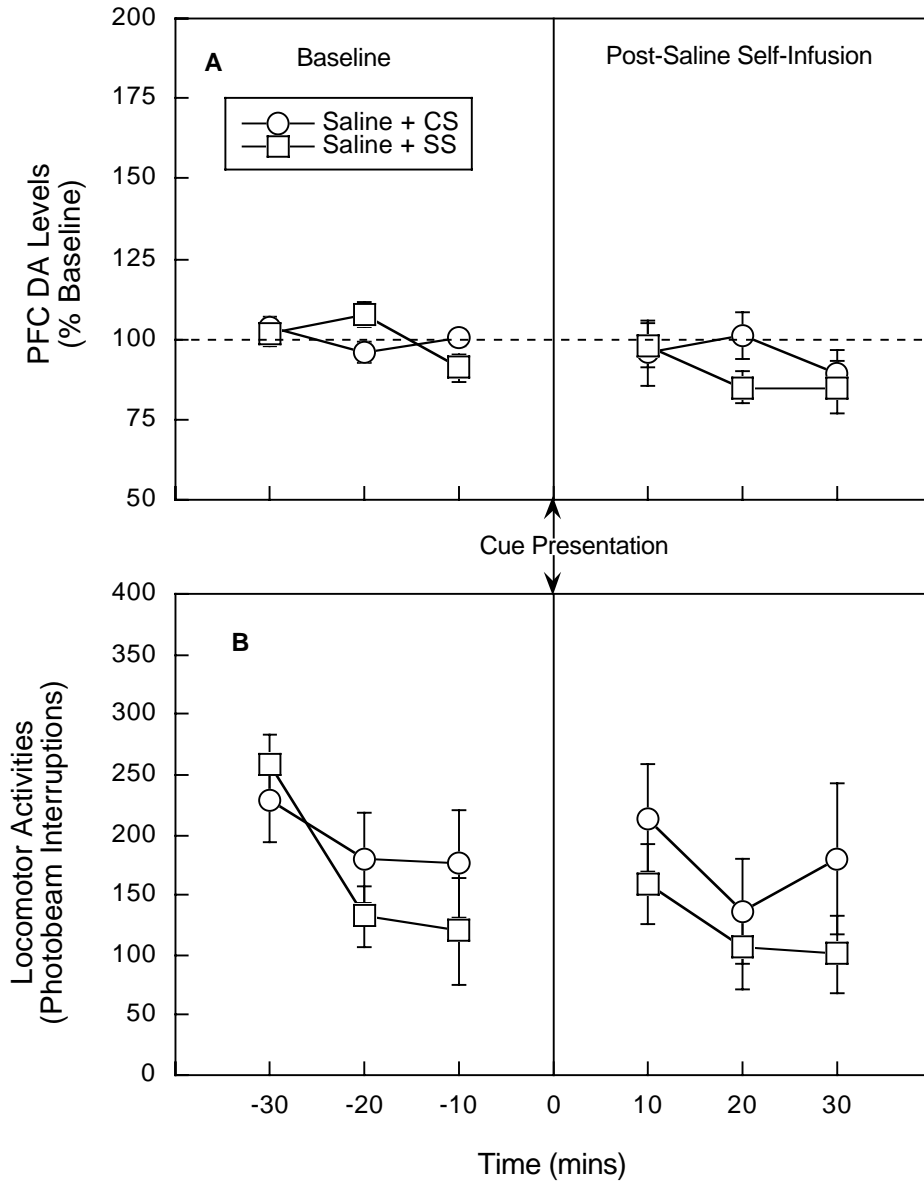 200
A
Baseline
Post-Saline Self-Infusion
175
Saline + CS
Saline + SS
150
125
100
75
50
PFC DA Levels
(% Baseline)
Cue Presentation
400
B
350
300
250
200
150
100
50
0
Locomotor Activities
(Photobeam Interruptions)
-30 -20 -10 0 10 20 30
Time (mins)